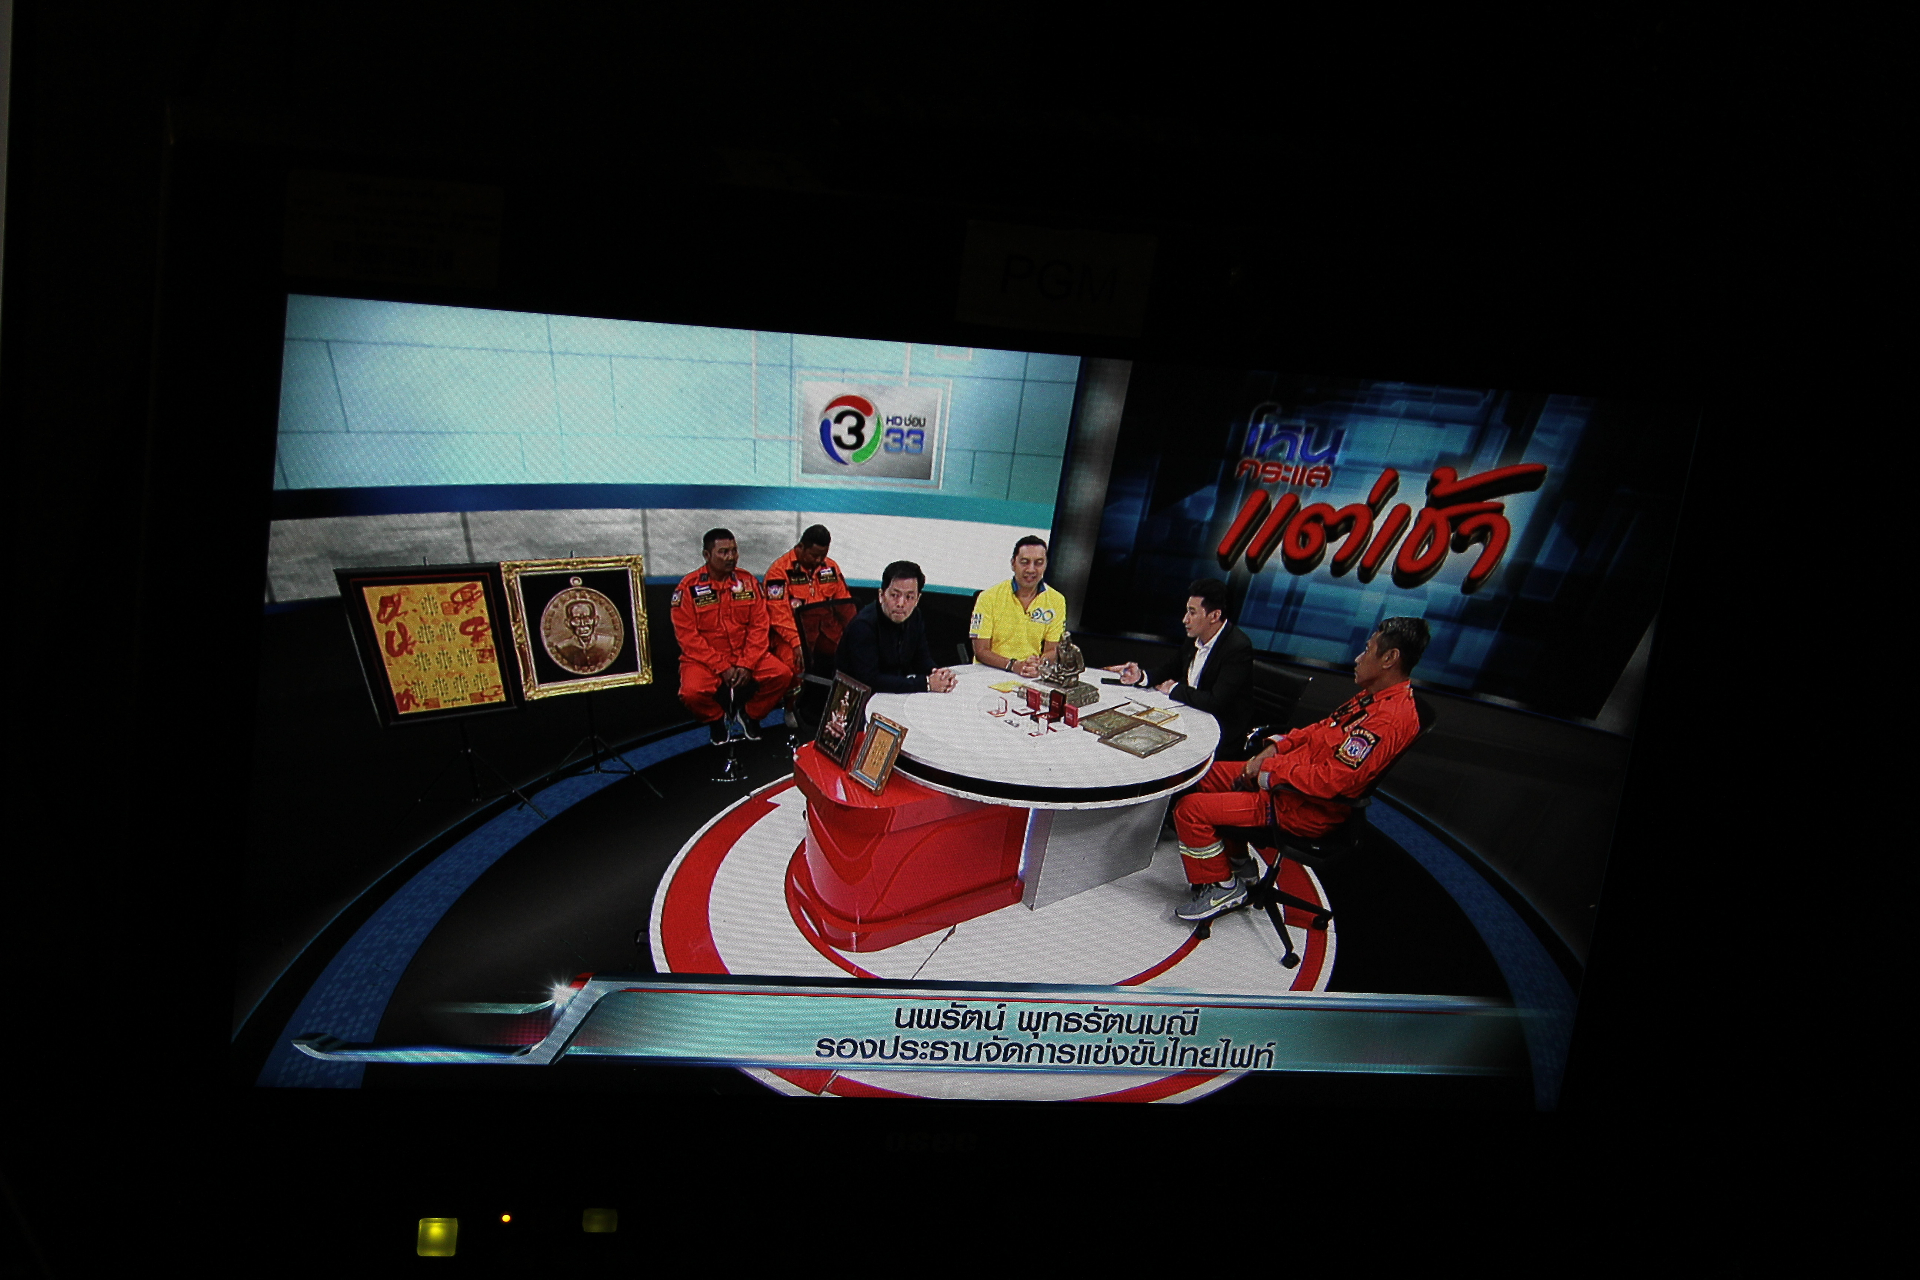 PGM
3
HD ช่อง
33
โหน
กระแส
แต่เช้า
นพรัตน์ พุทธรัตนมณี
รองประธานจัดการแข่งขันไทยไฟท์